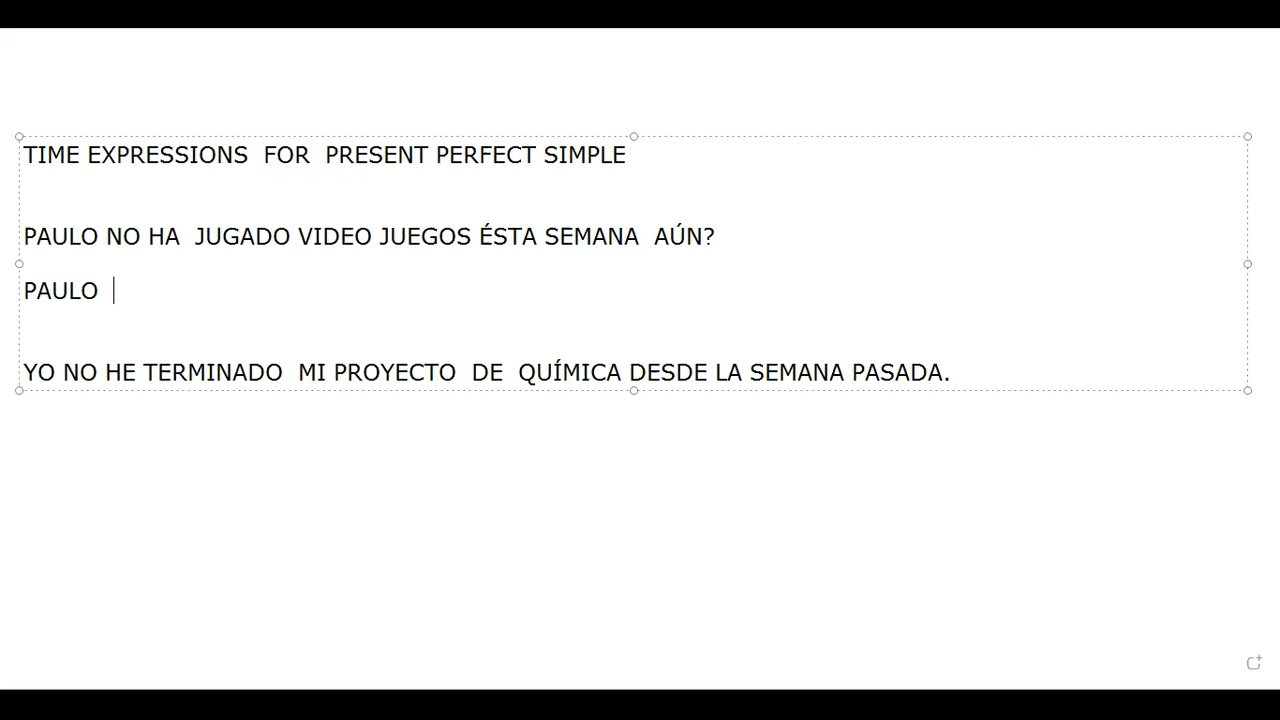 TIME EXPRESSIONS  FOR  PRESENT PERFECT SIMPLE
PAULO NO HA  JUGADO VIDEO JUEGOS ÉSTA SEMANA  AÚN?
PAULO
YO NO HE TERMINADO  MI PROYECTO  DE  QUÍMICA DESDE LA SEMANA PASADA.